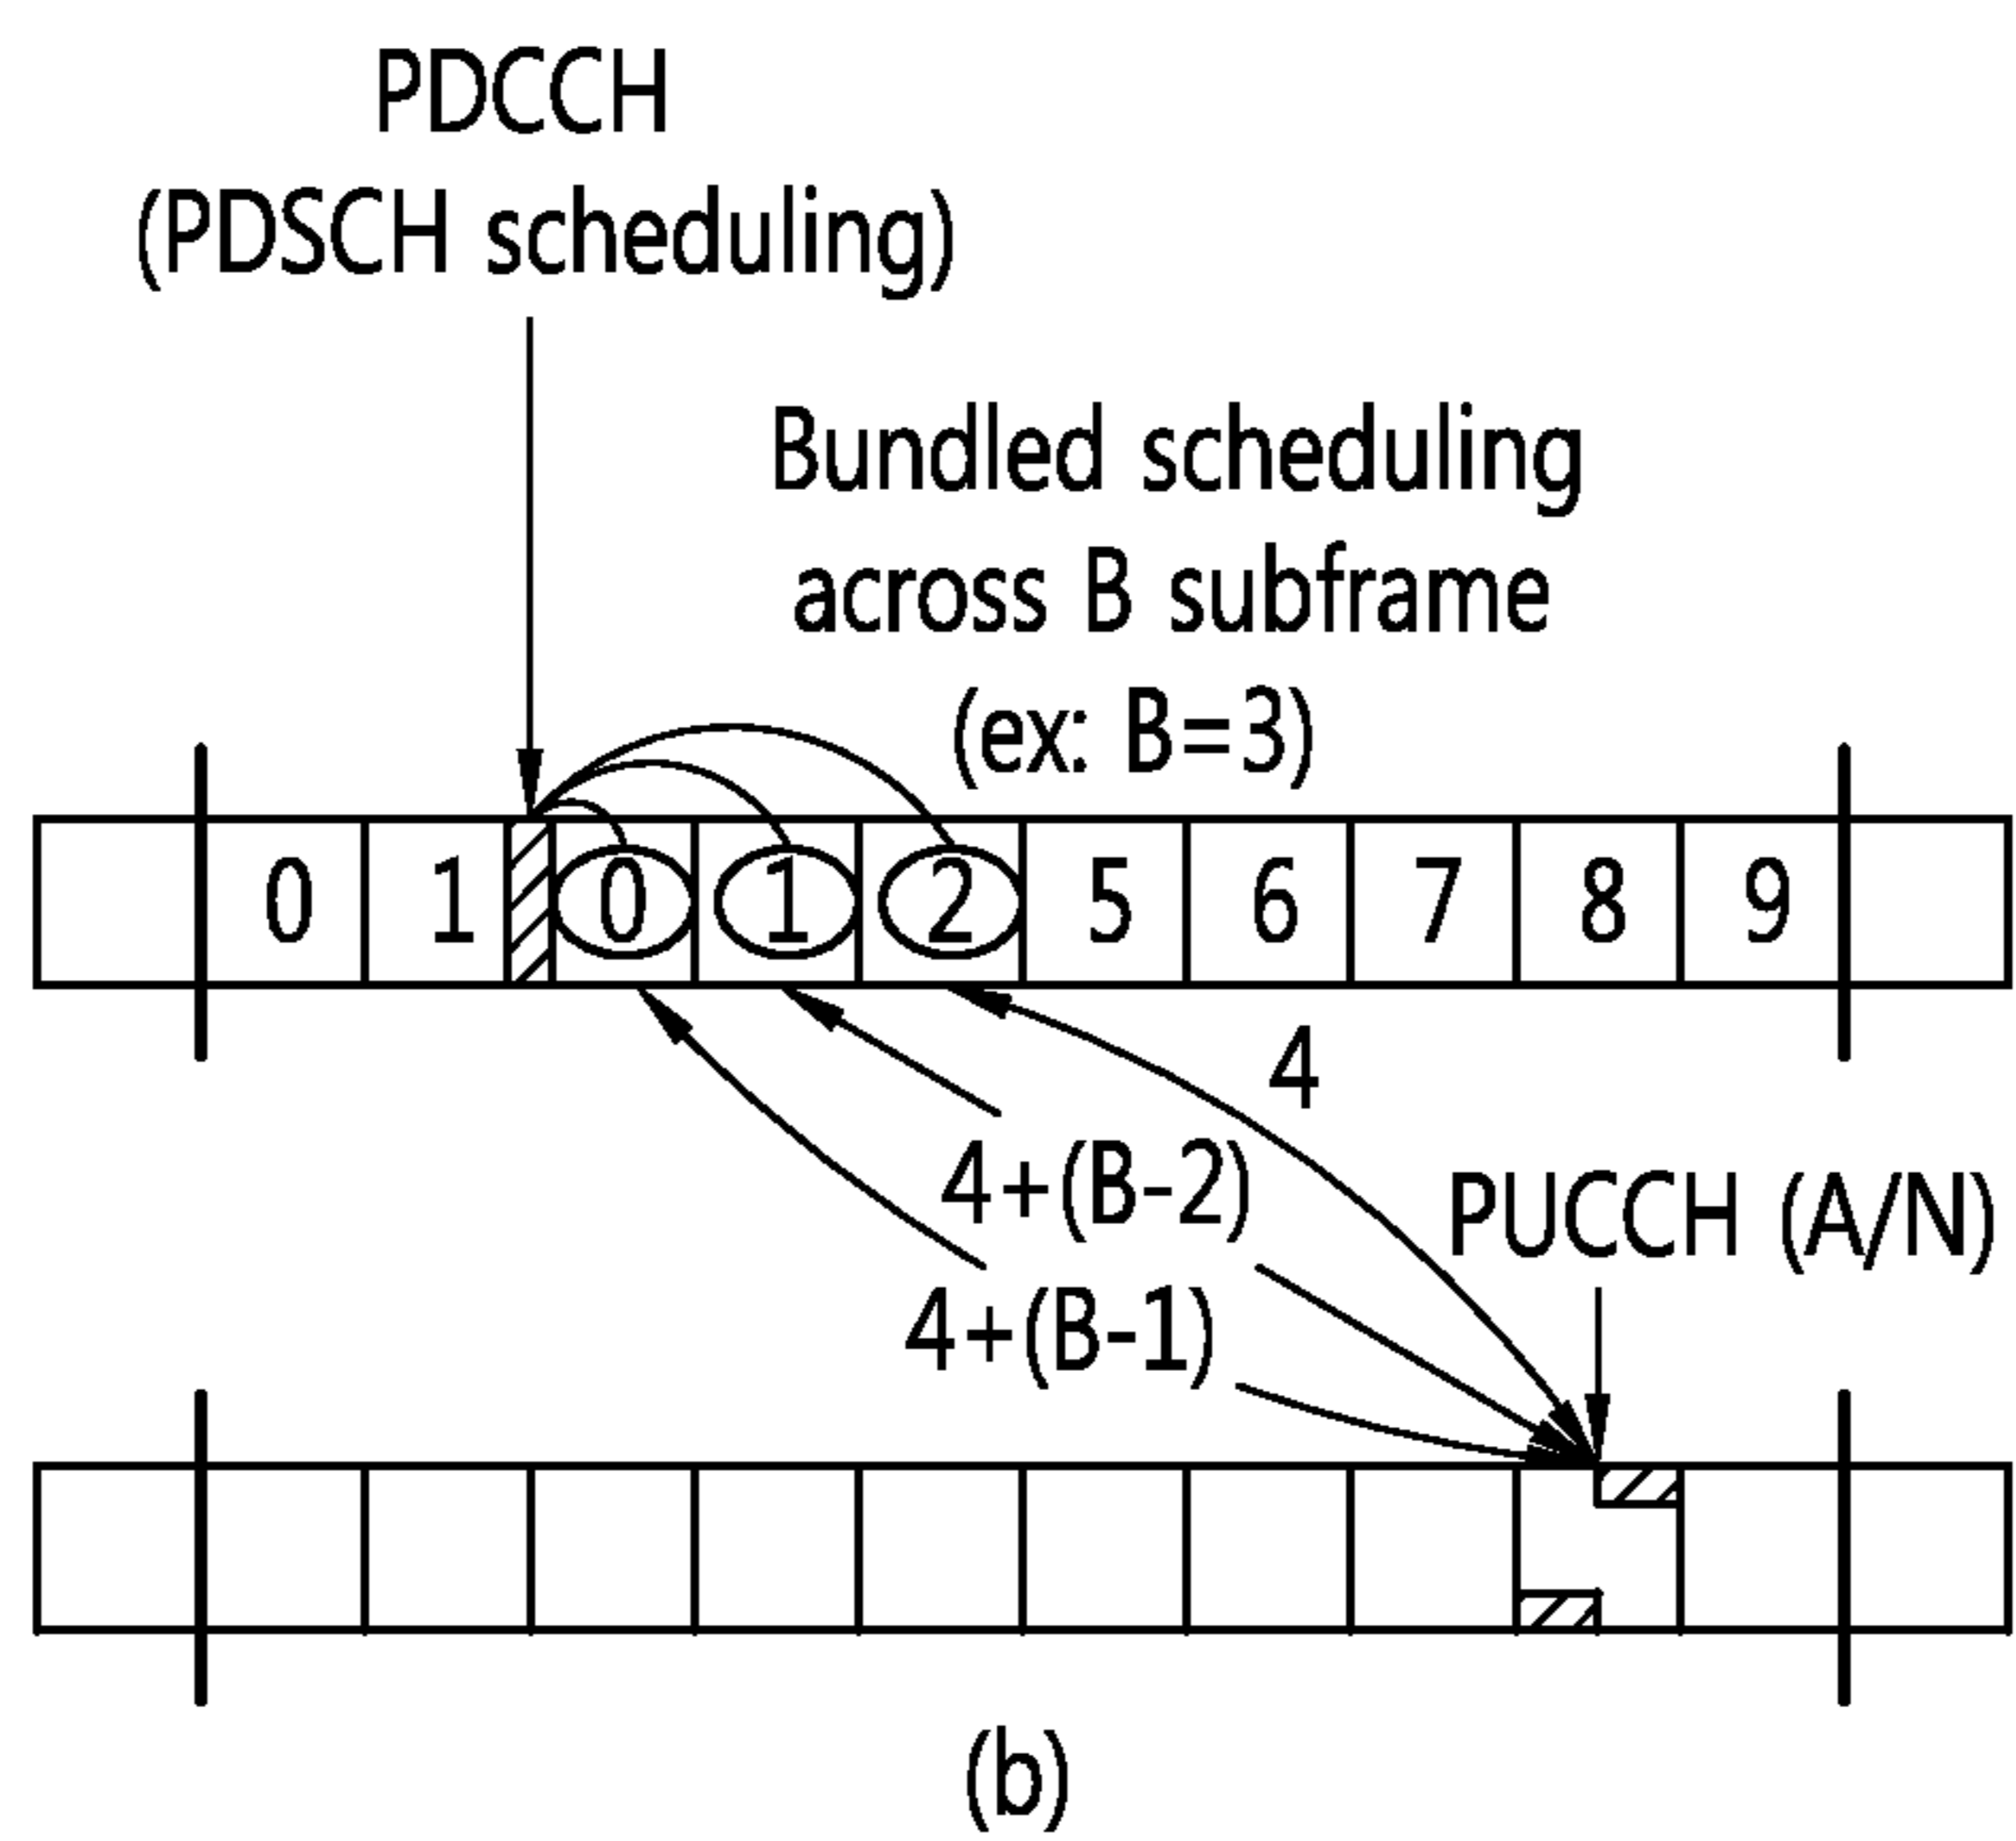 PDCCH
(PDSCH scheduling)
Bundled scheduling
across B subframe
(ex: B=3)
0 1 0 1 2 5 6 7 8 9
4
4+(B-2)
PUCCH (A/N)
4+(B-1)
(b)